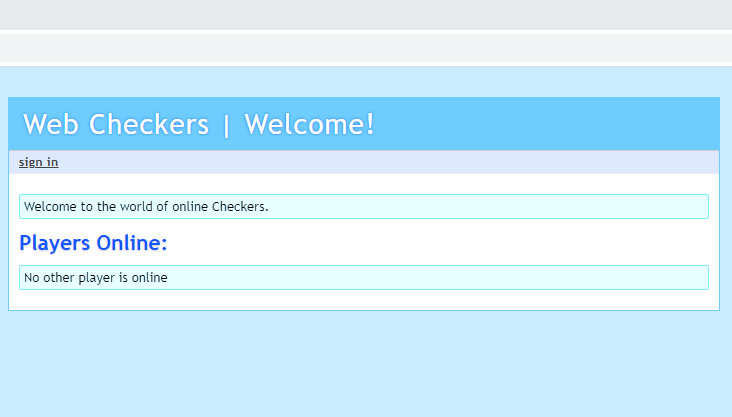 Web Checkers | Welcome!
sign in
Welcome to the world of online Checkers.
Players Online:
No other player is online